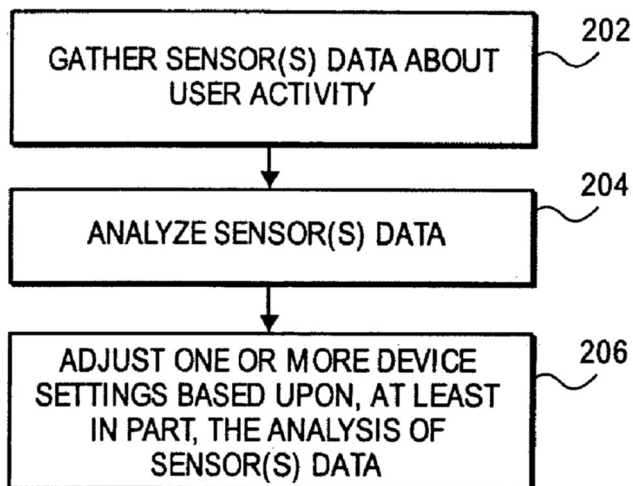 202
GATHER SENSOR(S) DATA ABOUT
USER ACTIVITY
204
ANALYZE SENSOR(S) DATA
206
ADJUST ONE OR MORE DEVICE
SETTINGS BASED UPON, AT LEAST
IN PART, THE ANALYSIS OF
SENSOR(S) DATA